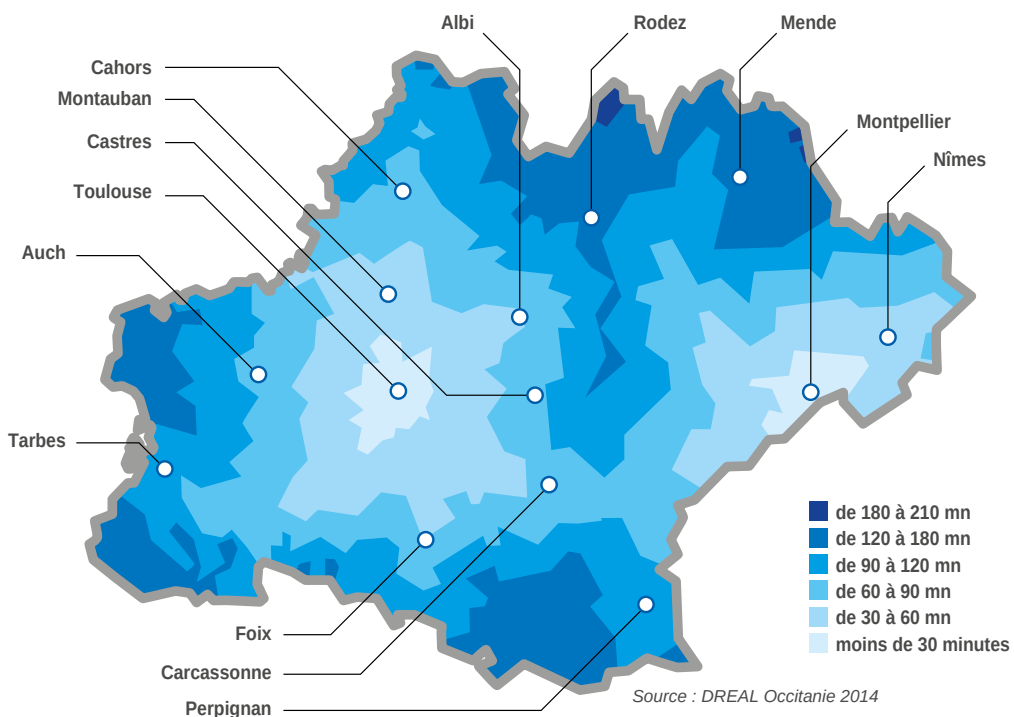 Albi
Rodez
Mende
Cahors
Montauban
Castres
Toulouse
Auch
Tarbes
Montpellier
Nîmes
Foix
Carcassonne
Perpignan
de 180 à 210 mn
de 120 à 180 mn
de 90 à 120 mn
de 60 à 90 mn
de 30 à 60 mn
moins de 30 minutes
Source : DREAL Occitanie 2014